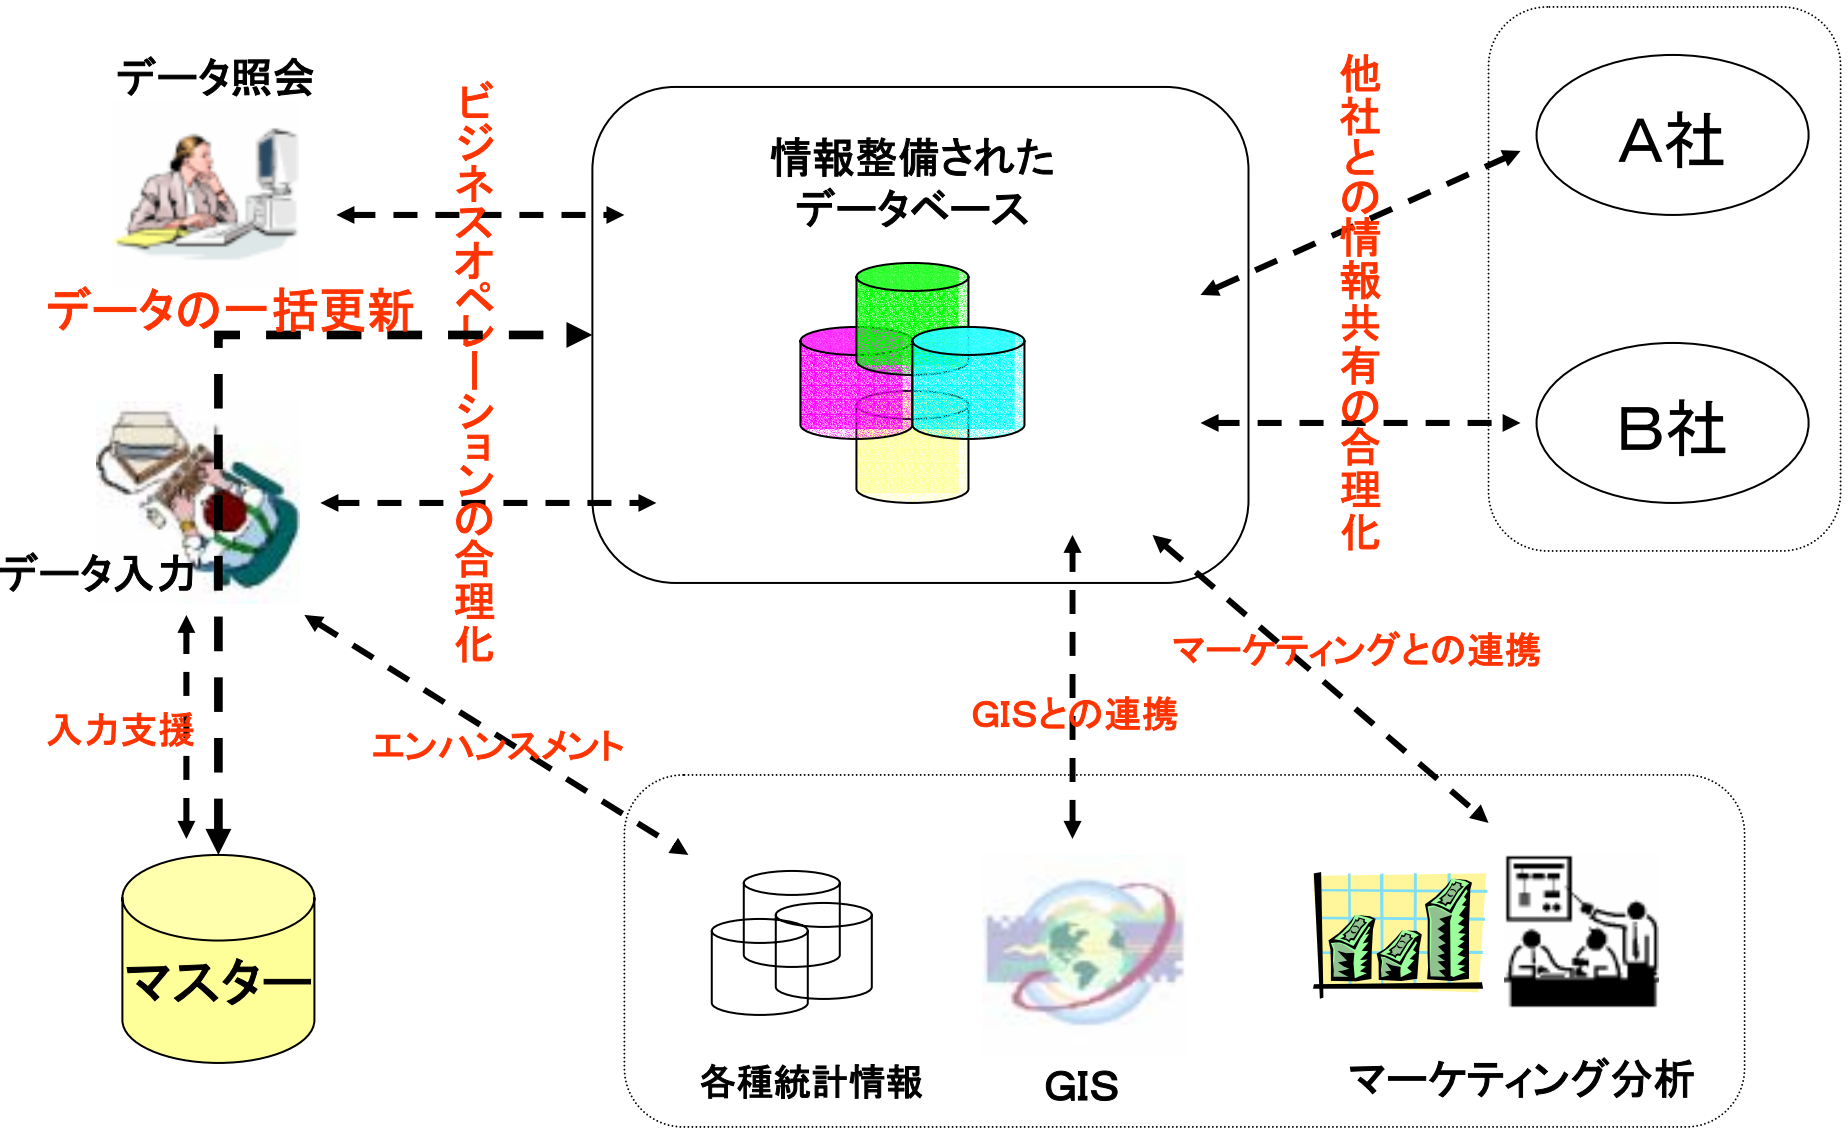 データ照会
ビジネスオペレーションの合理化
情報整備された
データベース
他社との情報共有の合理化
A社
データの一括更新
B社
データ入力
マーケティングとの連携
GISとの連携
入力支援
エンハンスメント
マスター
各種統計情報
GIS
マーケティング分析